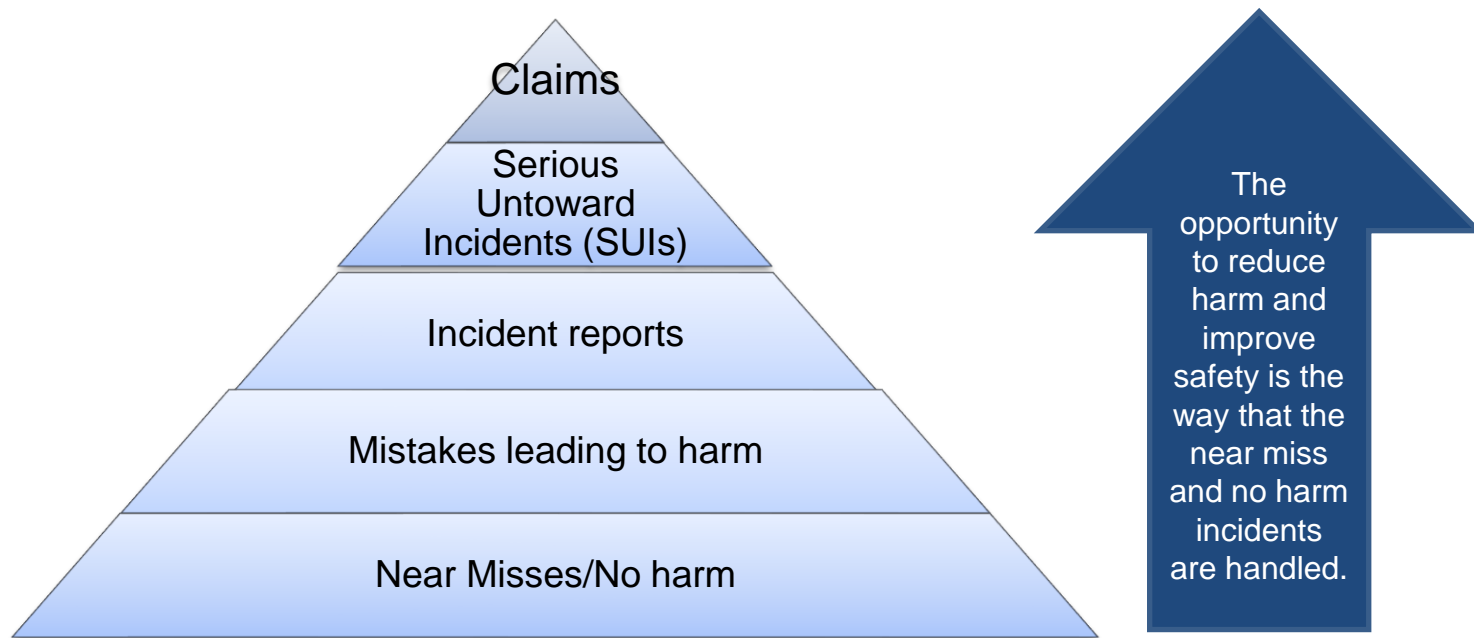 Claims
Serious
Untoward
Incidents (SUIs)
Incident reports
Mistakes leading to harm
Near Misses/No harm
The
opportunity
to reduce
harm and
improve
safety is the
way that the
near miss
and no harm
incidents
are handled.